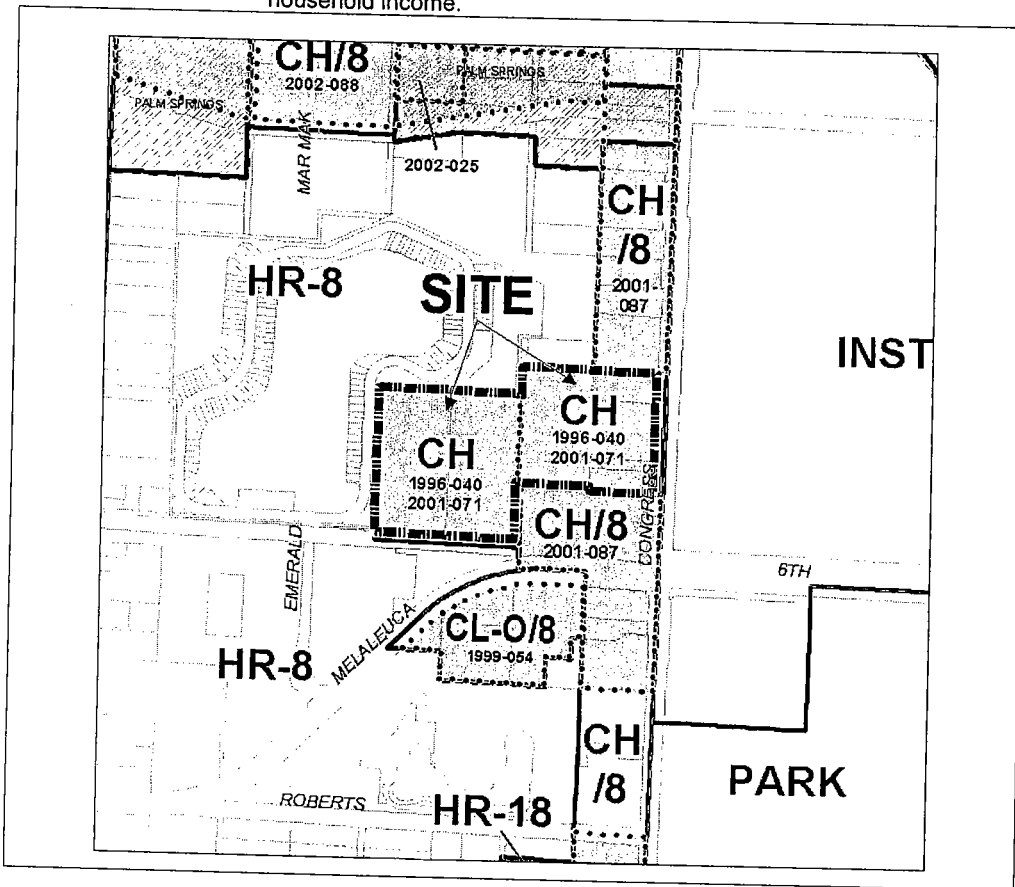 household income.
CH/8
2002-088
PALM SPRINGS
PALM SPRINGS
MAR MAK
2002-025
CH
/8
2001-
087
HR-8
SITE
INST
CH
1996-040
2001-071
CH
1996-040
2001-071
CONGRESS
CH/8
2001-087
6TH
EMERALD
MELALEUCA
CL-O/8
1999-054
HR-8
CH
/8
PARK
ROBERTS
HR-18